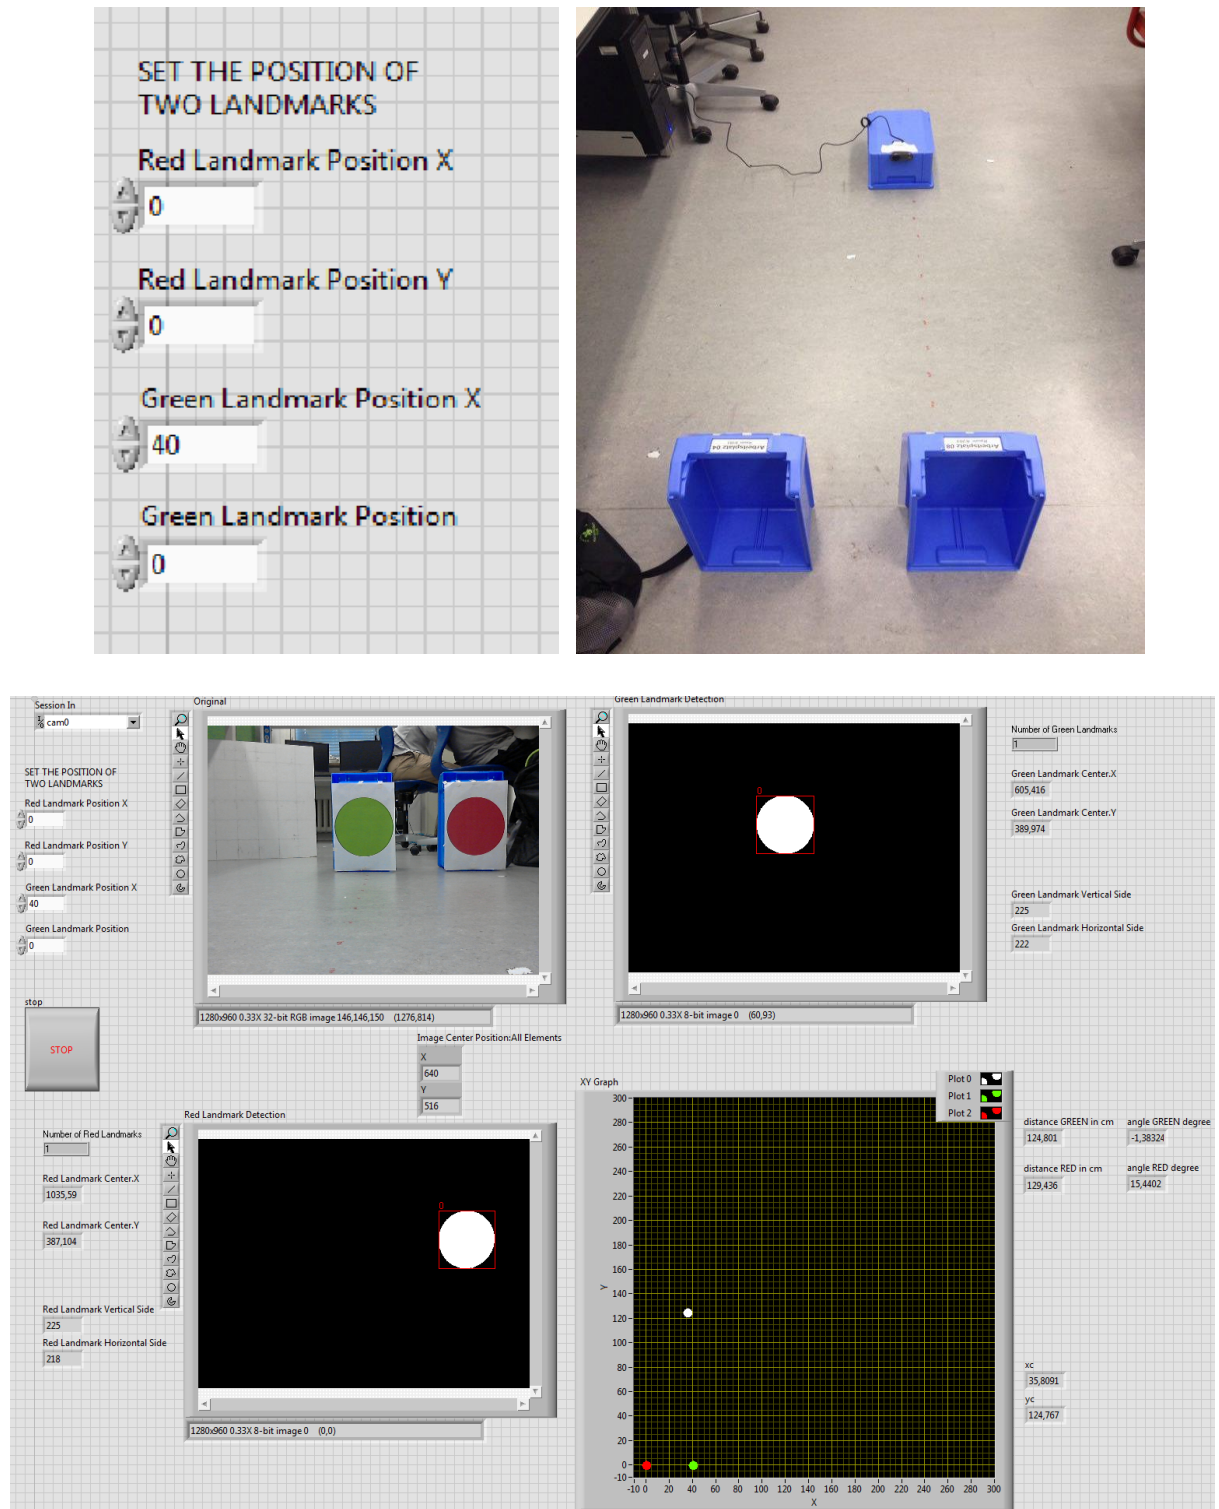 SET THE POSITION OF
TWO LANDMARKS
Red Landmark Position X
0
Red Landmark Position Y
0
Green Landmark Position X
40
Green Landmark Position
0
Arbeitsplatz 04
Arbeitsplatz 09
Session In
cam0
SET THE POSITION OF
TWO LANDMARKS
Red Landmark Position X
0
Red Landmark Position Y
0
Green Landmark Position X
40
Green Landmark Position
0
stop
STOP
Original
1280x960 0.33X 32-bit RGB image 146,146,150 (1276,814)
Green Landmark Detection
0
1280x960 0.33X 8-bit image 0 (60,93)
Number of Green Landmarks
1
Green Landmark Center.X
605,416
Green Landmark Center.Y
389,974
Green Landmark Vertical Side
225
Green Landmark Horizontal Side
222
Image Center Position:All Elements
X
640
Y
516
Number of Red Landmarks
1
Red Landmark Center.X
1035,59
Red Landmark Center.Y
387,104
Red Landmark Vertical Side
225
Red Landmark Horizontal Side
218
Red Landmark Detection
0
1280x960 0.33X 8-bit image 0 (0,0)
XY Graph
Plot 0
Plot 1
Plot 2
300
280
260
240
220
200
180
160
140
120
100
80
60
40
20
0
-10
Y
-10 0 20 40 60 80 100 120 140 160 180 200 220 240 260 280 300
X
distance GREEN in cm
124,801
angle GREEN degree
-1,38324
distance RED in cm
129,436
angle RED degree
15,4402
xc
35,8091
yc
124,767